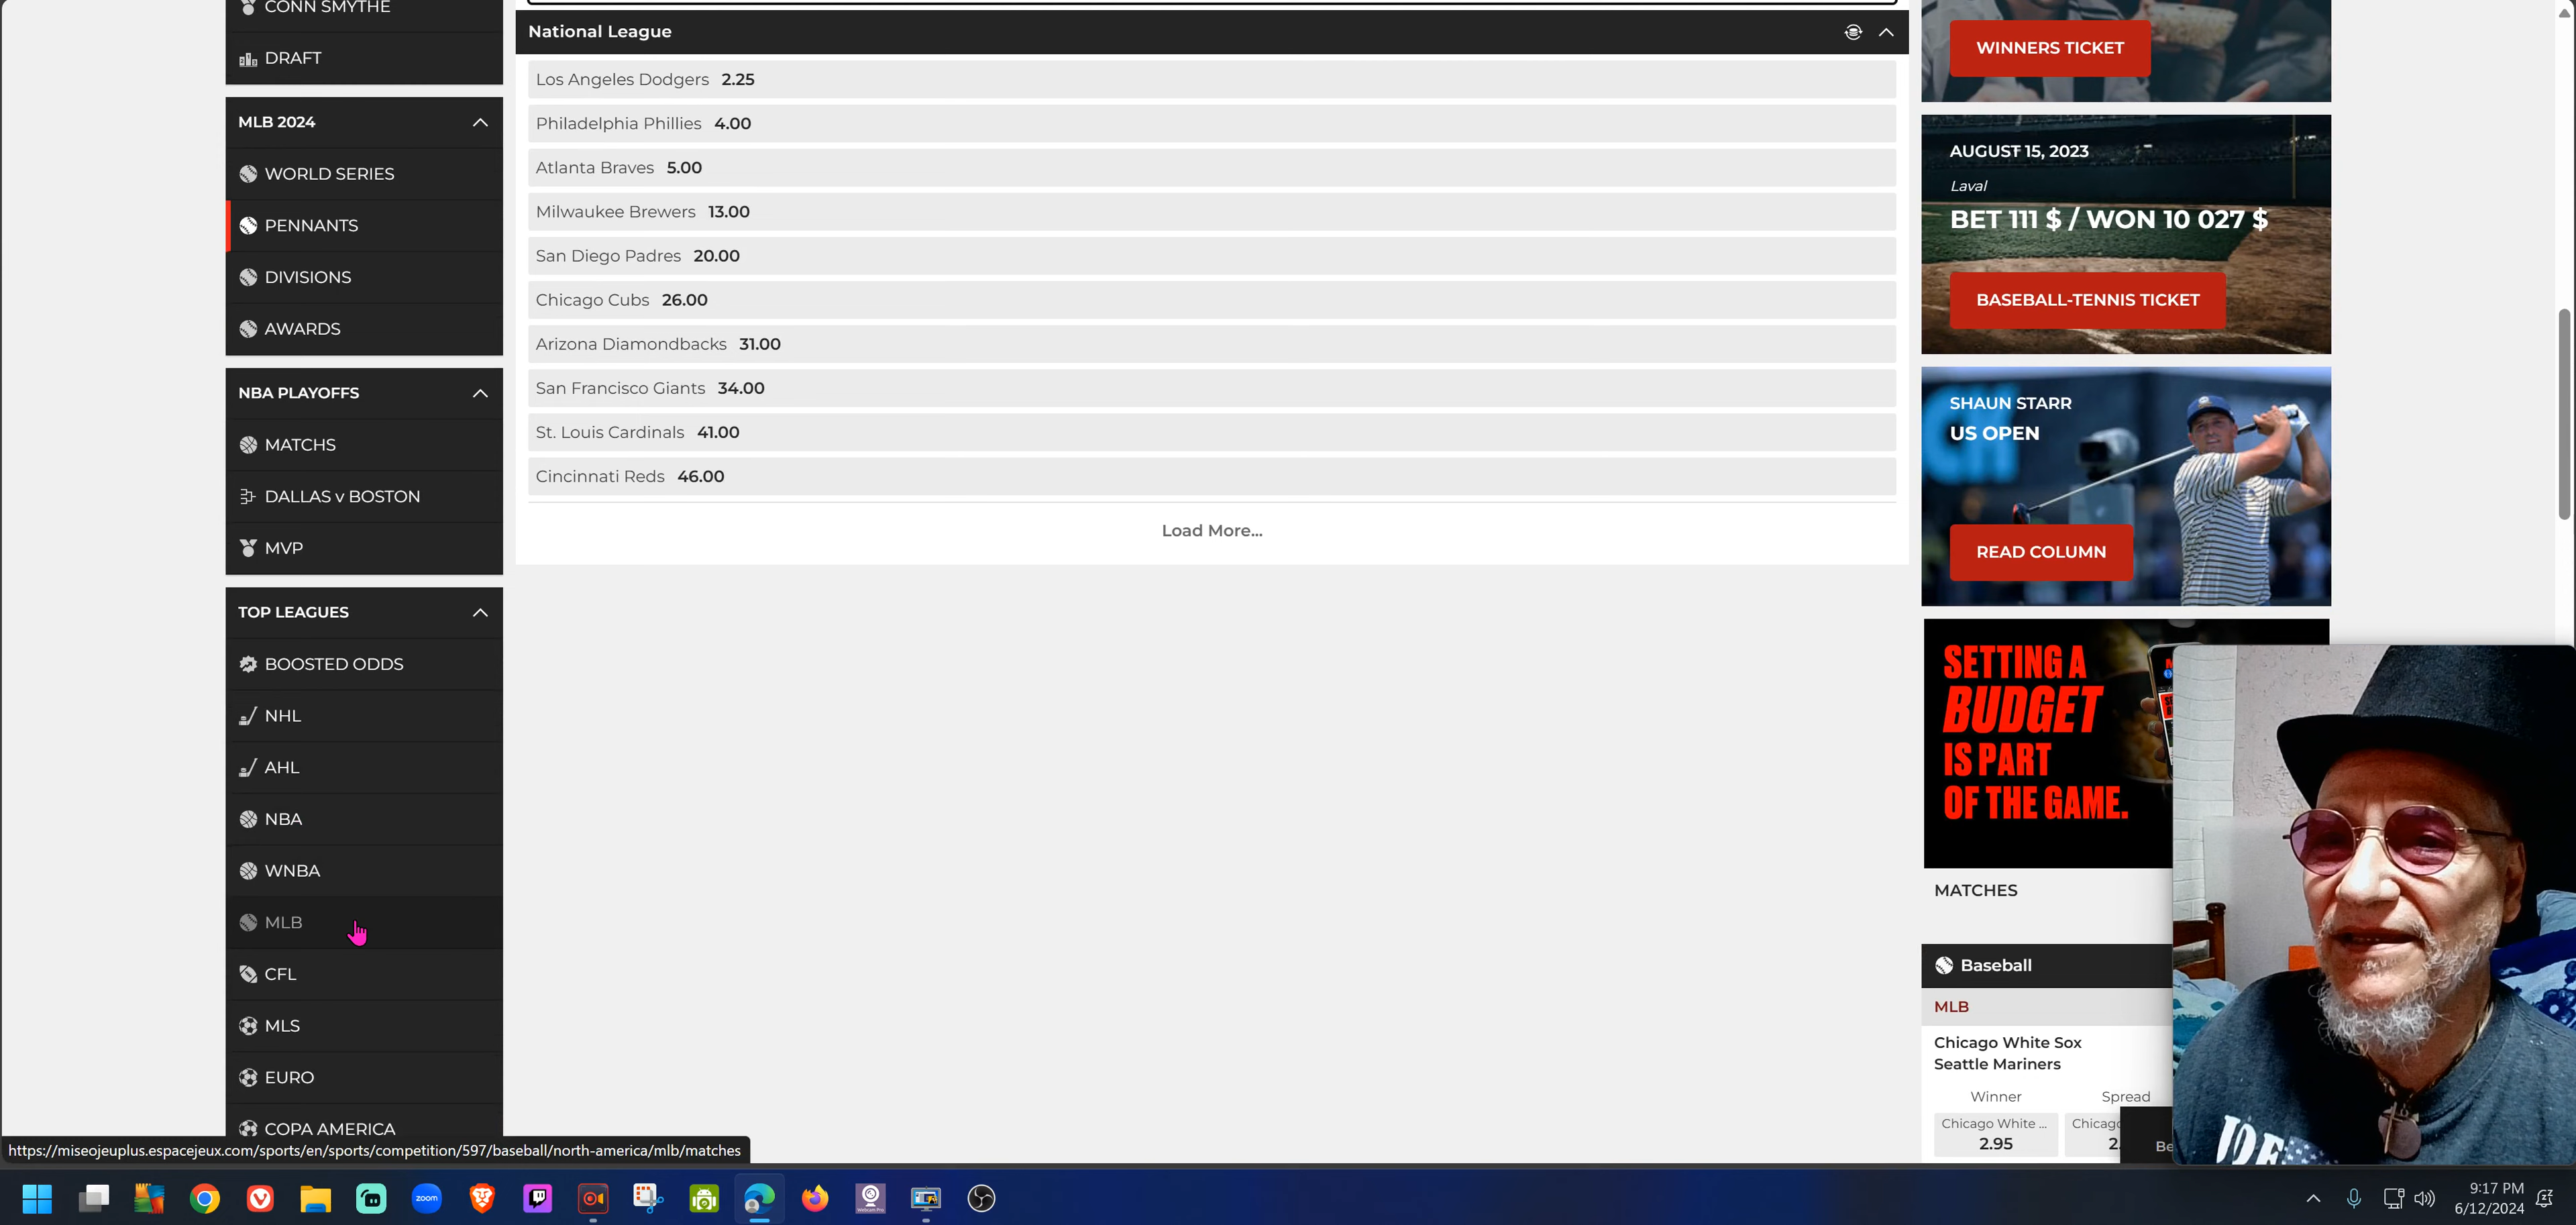 CONN SMYTHE
DRAFT
MLB 2024
WORLD SERIES
PENNANTS
DIVISIONS
AWARDS
NBA PLAYOFFS
MATCHS
DALLAS v BOSTON
MVP
TOP LEAGUES
BOOSTED ODDS
NHL
AHL
NBA
WNBA
MLB
CFL
MLS
EURO
COPA AMERICA
National League
Los Angeles Dodgers 2.25
Philadelphia Phillies 4.00
Atlanta Braves 5.00
Milwaukee Brewers 13.00
San Diego Padres 20.00
Chicago Cubs 26.00
Arizona Diamondbacks 31.00
San Francisco Giants 34.00
St. Louis Cardinals 41.00
Cincinnati Reds 46.00
Load More...
WINNERS TICKET
AUGUST 15, 2023
Laval
BET 111 $ / WON 10 027 $
BASEBALL-TENNIS TICKET
SHAUN STARR
US OPEN
READ COLUMN
SETTING A
BUDGET
IS PART
OF THE GAME.
MATCHES
Baseball
MLB
Chicago White Sox
Seattle Mariners
Winner Spread
Chicago White ...
2.95
https://miseojeuplus.espacejeux.com/sports/en/sports/competition/597/baseball/north-america/mlb/matches
zoom
9:17 PM
6/12/2024